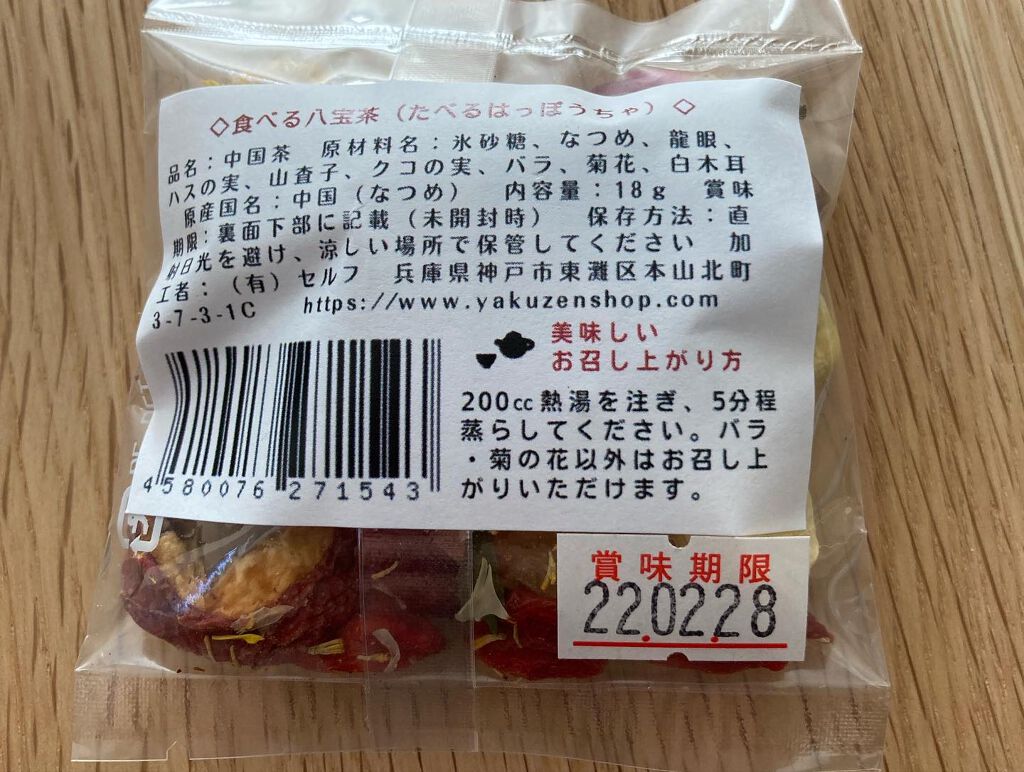 ◇食べる八宝茶（たべるはっぽうちゃ）◇
品名：中国茶　原材料名：氷砂糖、なつめ、龍眼、
ハスの実、山査子、クコの実、バラ、菊花、白木耳
原産国名：中国（なつめ）　内容量：18g　賞味
期限：裏面下部に記載（未開封時）　保存方法：直
射日光を避け、涼しい場所で保管してください　加
工者：（有）セルフ　兵庫県神戸市東灘区本山北町
3-7-3-1C　https://www.yakuzenshop.com
美味しい
お召し上がり方
200cc熱湯を注ぎ、5分程
蒸らしてください。バラ
・菊の花以外はお召し上
がりいただけます。
4 580076 271543
賞味期限
22.02.28